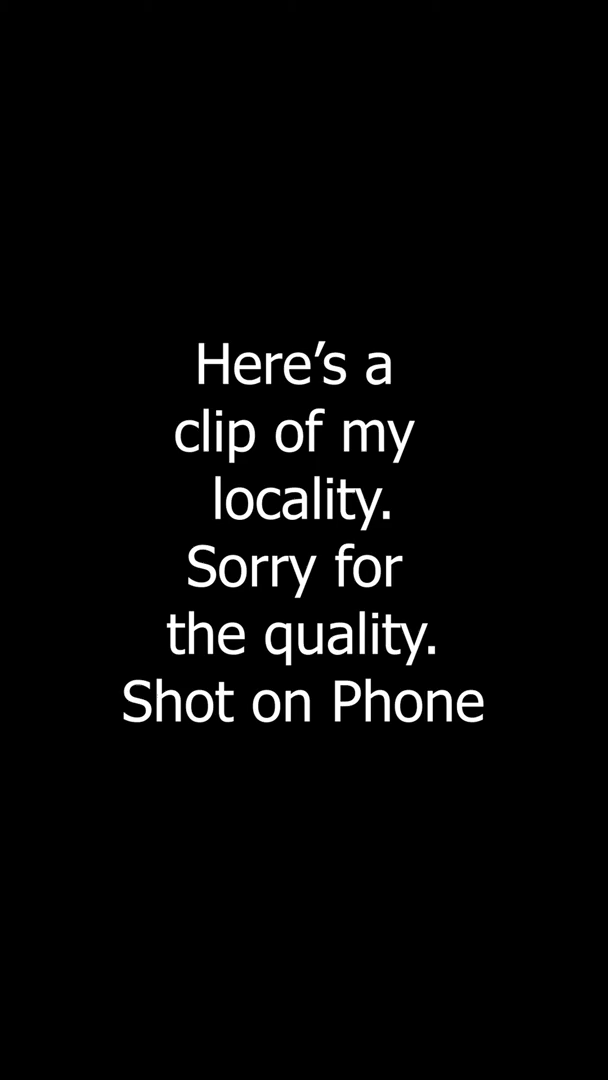 Here’s a
clip of my
locality.
Sorry for
the quality.
Shot on Phone